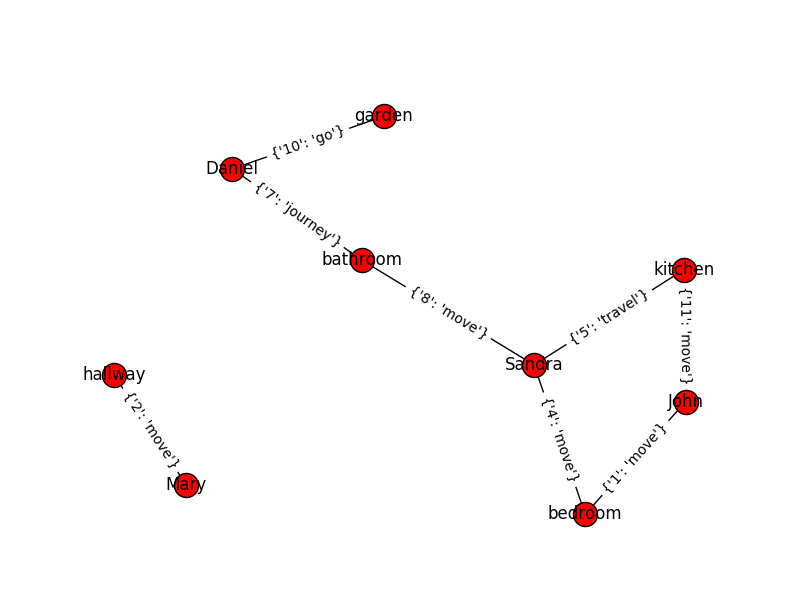 garden
{'10': 'go'}
Daniel
{'7': 'journey'}
bathroom
kitchen
{'8': 'move'}
{'5': 'travel'}
{'11': 'move'}
Sandra
hallway
John
{'2': 'move'}
{'4': 'move'}
{'1': 'move'}
Mary
bedroom